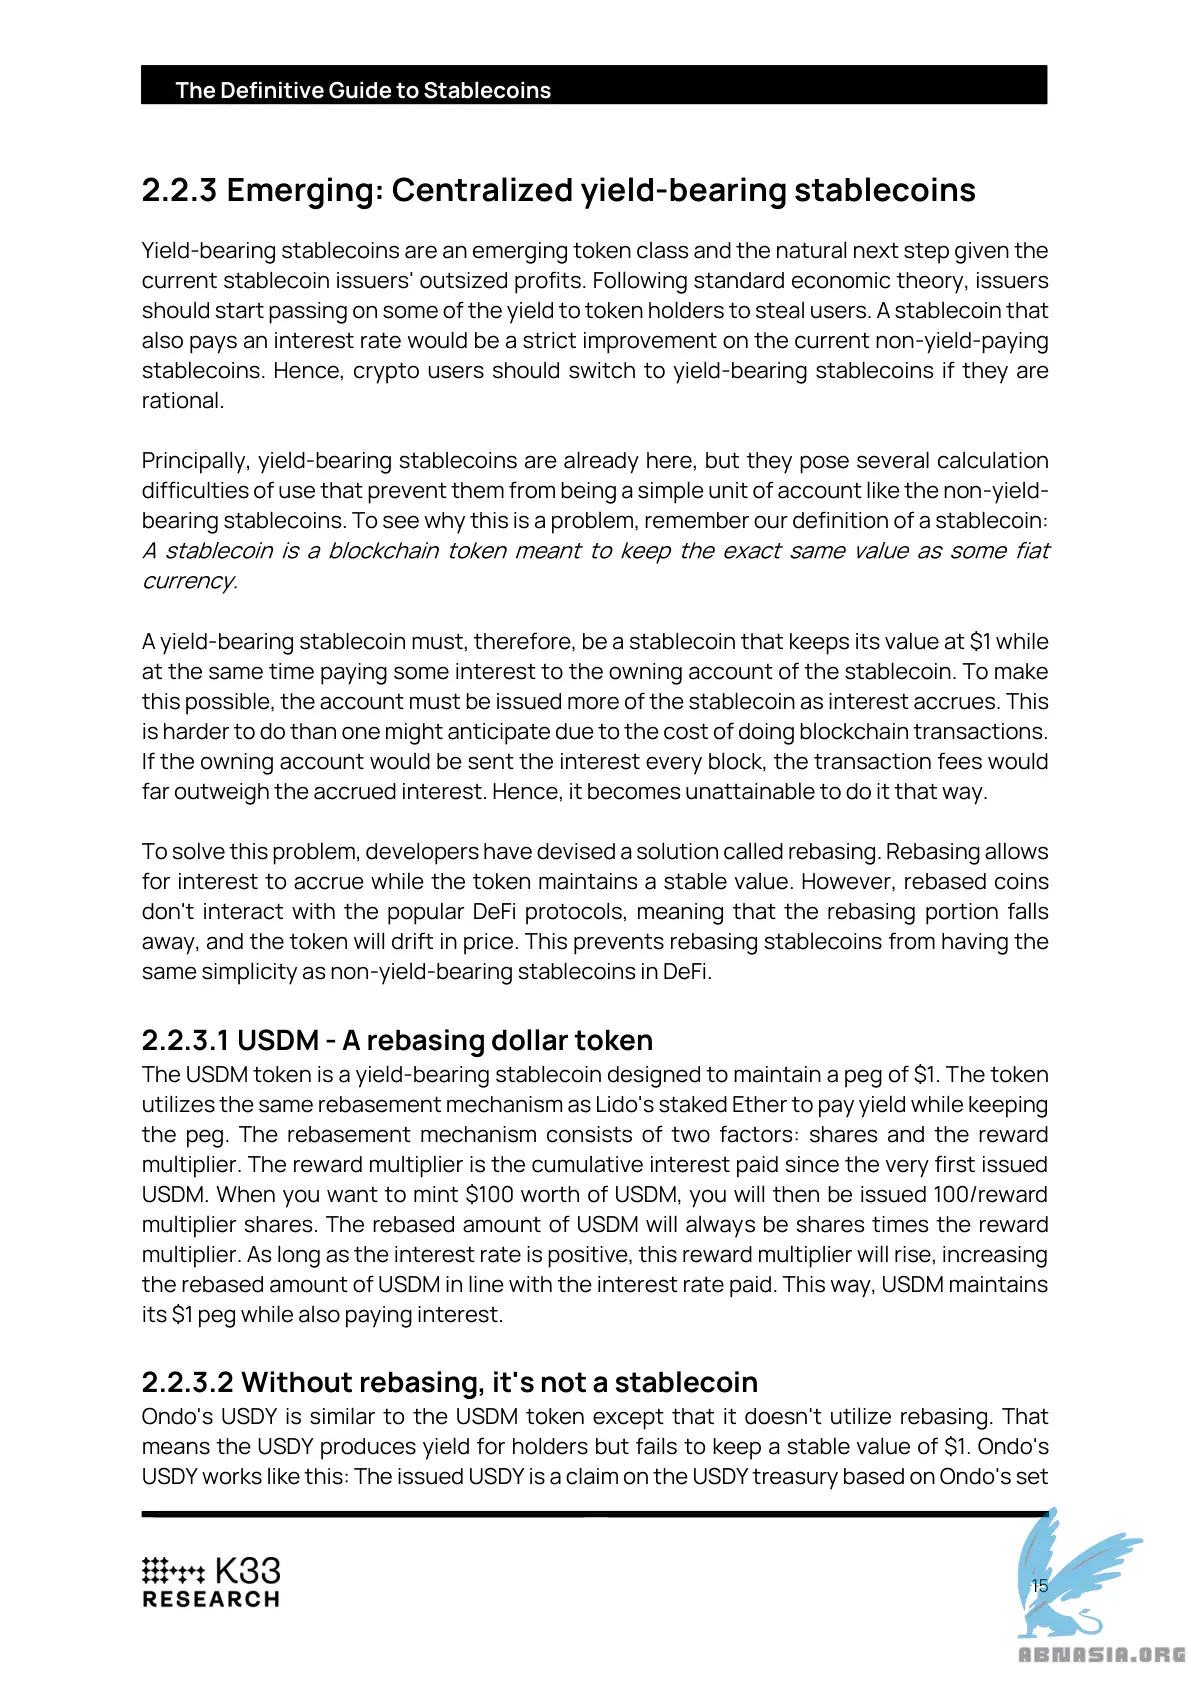 The Definitive Guide to Stablecoins
2.2.3 Emerging: Centralized yield-bearing stablecoins
Yield-bearing stablecoins are an emerging token class and the natural next step given the
current stablecoin issuers' outsized profits. Following standard economic theory, issuers
should start passing on some of the yield to token holders to steal users. A stablecoin that
also pays an interest rate would be a strict improvement on the current non-yield-paying
stablecoins. Hence, crypto users should switch to yield-bearing stablecoins if they are
rational.
Principally, yield-bearing stablecoins are already here, but they pose several calculation
difficulties of use that prevent them from being a simple unit of account like the non-yield-
bearing stablecoins. To see why this is a problem, remember our definition of a stablecoin:
A stablecoin is a blockchain token meant to keep the exact same value as some fiat
currency.
A yield-bearing stablecoin must, therefore, be a stablecoin that keeps its value at $1 while
at the same time paying some interest to the owning account of the stablecoin. To make
this possible, the account must be issued more of the stablecoin as interest accrues. This
is harder to do than one might anticipate due to the cost of doing blockchain transactions.
If the owning account would be sent the interest every block, the transaction fees would
far outweigh the accrued interest. Hence, it becomes unattainable to do it that way.
To solve this problem, developers have devised a solution called rebasing. Rebasing allows
for interest to accrue while the token maintains a stable value. However, rebased coins
don't interact with the popular DeFi protocols, meaning that the rebasing portion falls
away, and the token will drift in price. This prevents rebasing stablecoins from having the
same simplicity as non-yield-bearing stablecoins in DeFi.
2.2.3.1 USDM - A rebasing dollar token
The USDM token is a yield-bearing stablecoin designed to maintain a peg of $1. The token
utilizes the same rebasement mechanism as Lido's staked Ether to pay yield while keeping
the peg. The rebasement mechanism consists of two factors: shares and the reward
multiplier. The reward multiplier is the cumulative interest paid since the very first issued
USDM. When you want to mint $100 worth of USDM, you will then be issued 100/reward
multiplier shares. The rebased amount of USDM will always be shares times the reward
multiplier. As long as the interest rate is positive, this reward multiplier will rise, increasing
the rebased amount of USDM in line with the interest rate paid. This way, USDM maintains
its $1 peg while also paying interest.
2.2.3.2 Without rebasing, it's not a stablecoin
Ondo's USDY is similar to the USDM token except that it doesn't utilize rebasing. That
means the USDY produces yield for holders but fails to keep a stable value of $1. Ondo's
USDY works like this: The issued USDY is a claim on the USDY treasury based on Ondo's set
K33
RESEARCH
15
ABNASIA.ORG